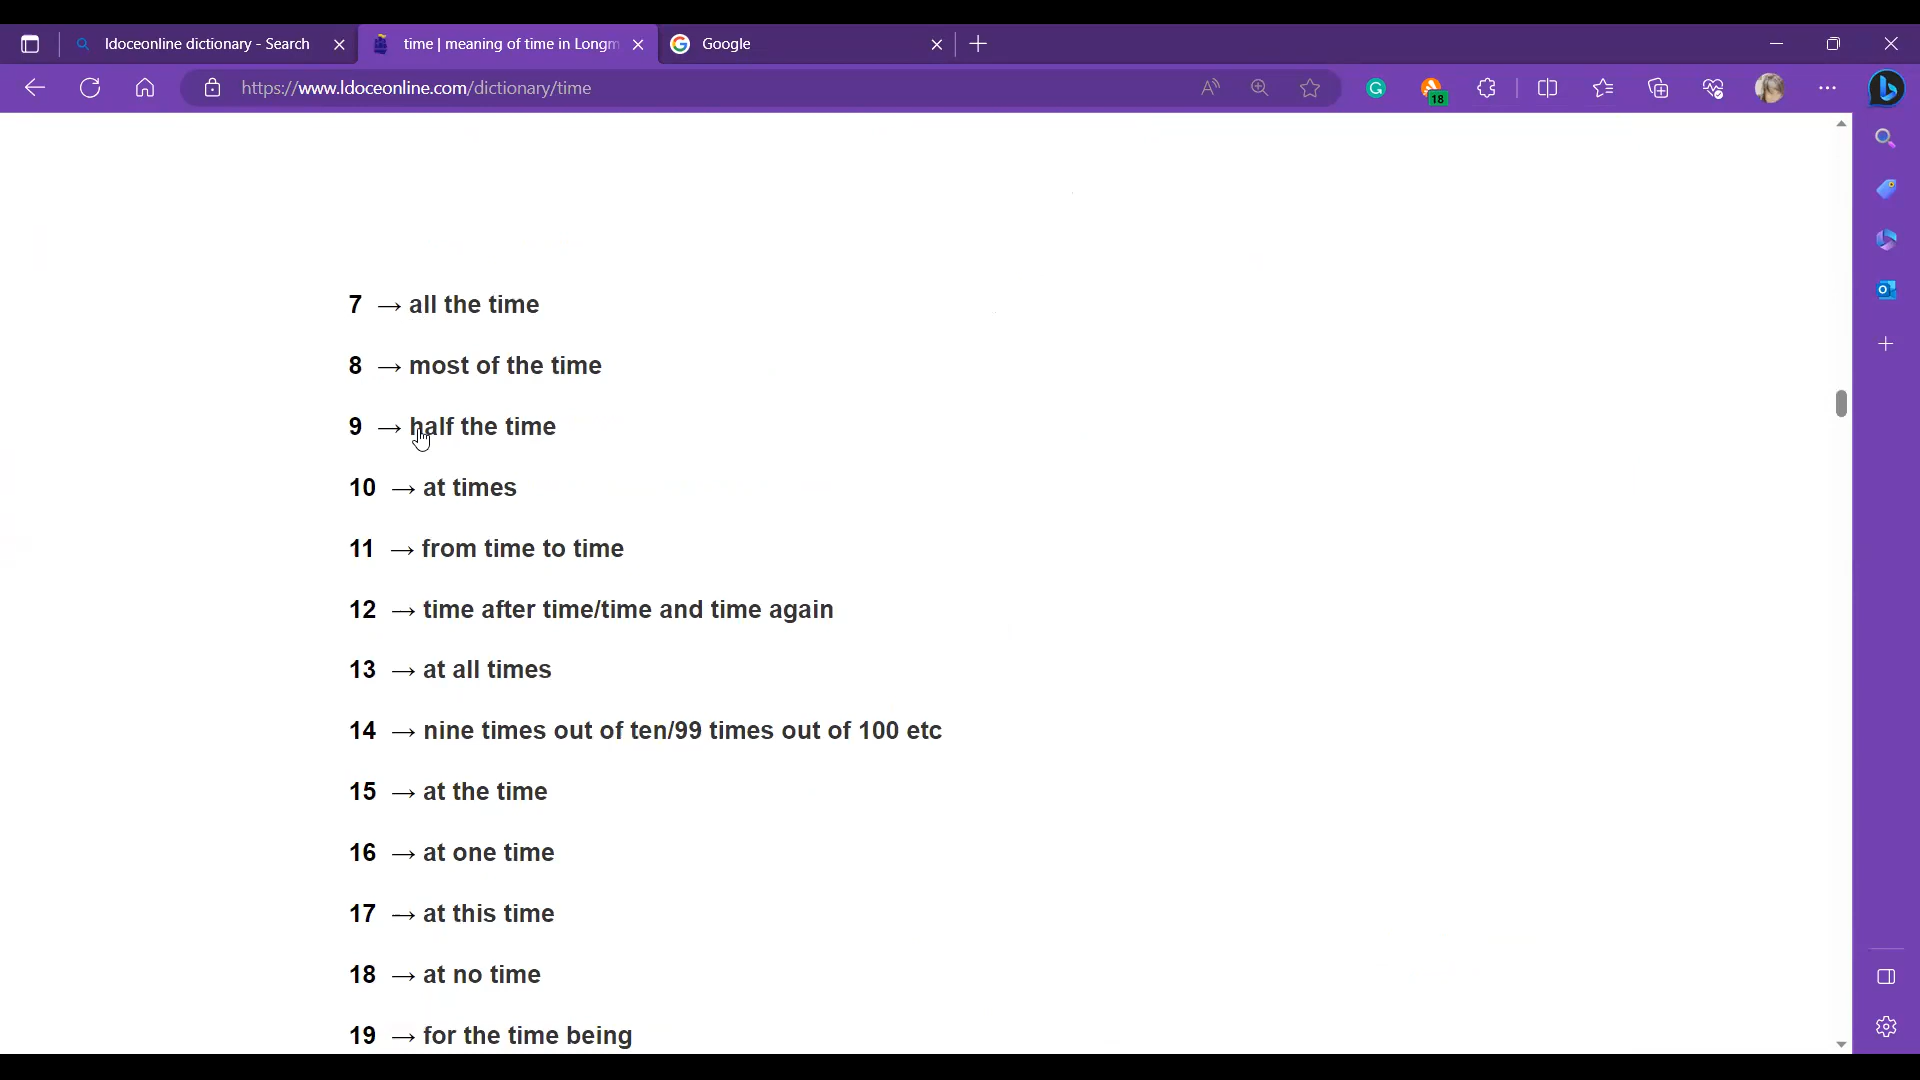 ldoceonline dictionary - Search
time | meaning of time in Longm
Google
https://www.ldoceonline.com/dictionary/time
18
7 → all the time
8 → most of the time
9 → half the time
10 → at times
11 → from time to time
12 → time after time/time and time again
13 → at all times
14 → nine times out of ten/99 times out of 100 etc
15 → at the time
16 → at one time
17 → at this time
18 → at no time
19 → for the time being